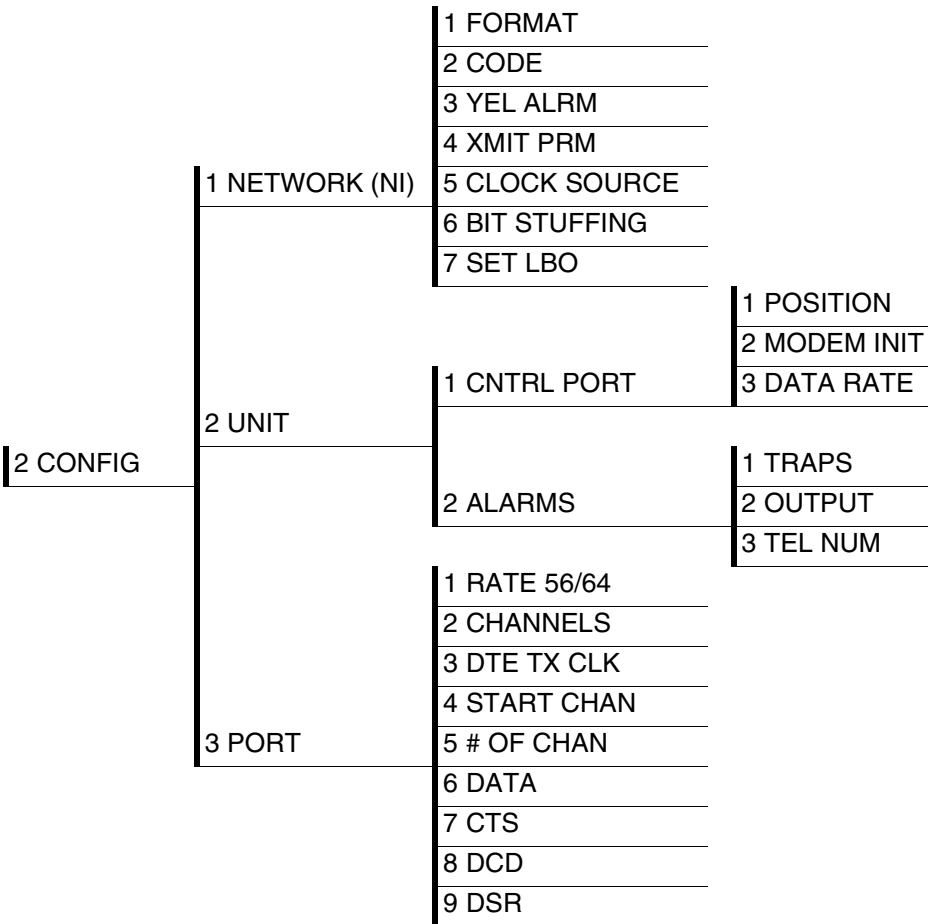 1 FORMAT
2 CODE
3 YEL ALRM
4 XMIT PRM
1 NETWORK (NI)
5 CLOCK SOURCE
6 BIT STUFFING
7 SET LBO
1 POSITION
2 MODEM INIT
1 CNTRL PORT
3 DATA RATE
2 UNIT
2 CONFIG
1 TRAPS
2 ALARMS
2 OUTPUT
3 TEL NUM
1 RATE 56/64
2 CHANNELS
3 DTE TX CLK
4 START CHAN
3 PORT
5 # OF CHAN
6 DATA
7 CTS
8 DCD
9 DSR